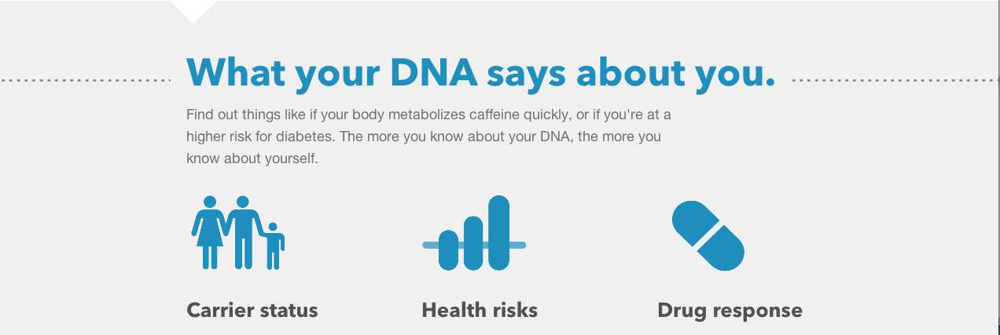 What your DNA says about you.
Find out things like if your body metabolizes caffeine quickly, or if you're at a
higher risk for diabetes. The more you know about your DNA, the more you
know about yourself.
Carrier status
Health risks
Drug response